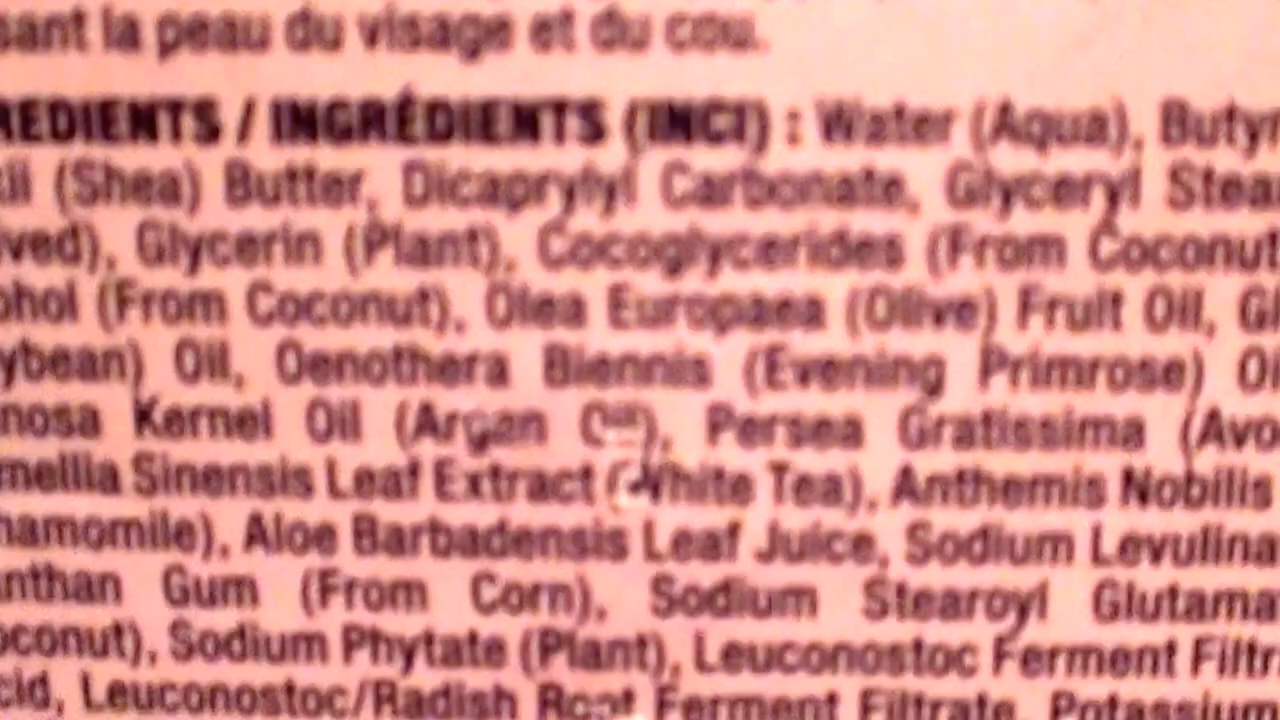 sant la peau du visage et du cou.
REDIENTS / INGRÉDIENTS (INCI) : Water (Aqua), Butyr
(Shea) Butter, Dicaprylyl Carbonate, Glyceryl Stear
ved), Glycerin (Plant), Cocoglycerides (From Coconut
ohol (From Coconut), Olea Europaea (Olive) Fruit Oil, Gl
ybean) Oil, Oenothera Biennis (Evening Primrose) Oi
nosa Kernel Oil (Argan Oil), Persea Gratissima (Avo
mellia Sinensis Leaf Extract (White Tea), Anthemis Nobilis
hamomile), Aloe Barbadensis Leaf Juice, Sodium Levulina
anthan Gum (From Corn), Sodium Stearoyl Glutama
oconut), Sodium Phytate (Plant), Leuconostoc Ferment Filtr
cid, Leuconostoc/Radish Root Ferment Filtrate, Potassium